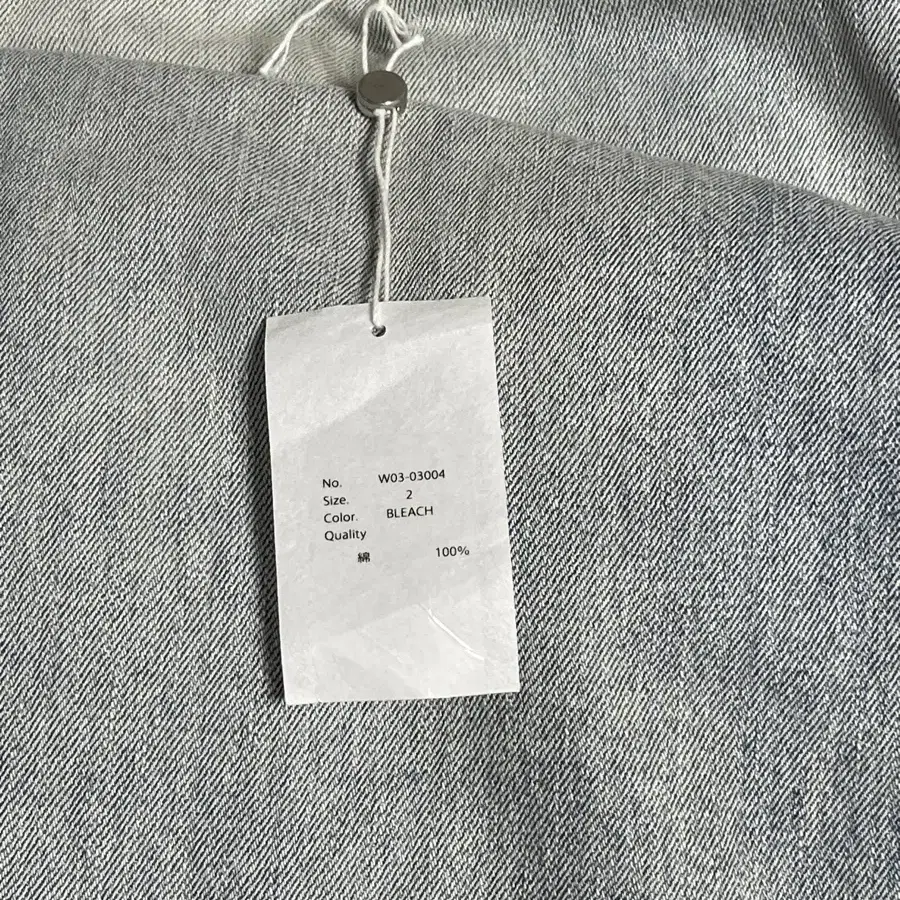 No. W03-03004
Size. 2
Color. BLEACH
Quality
綿 100%